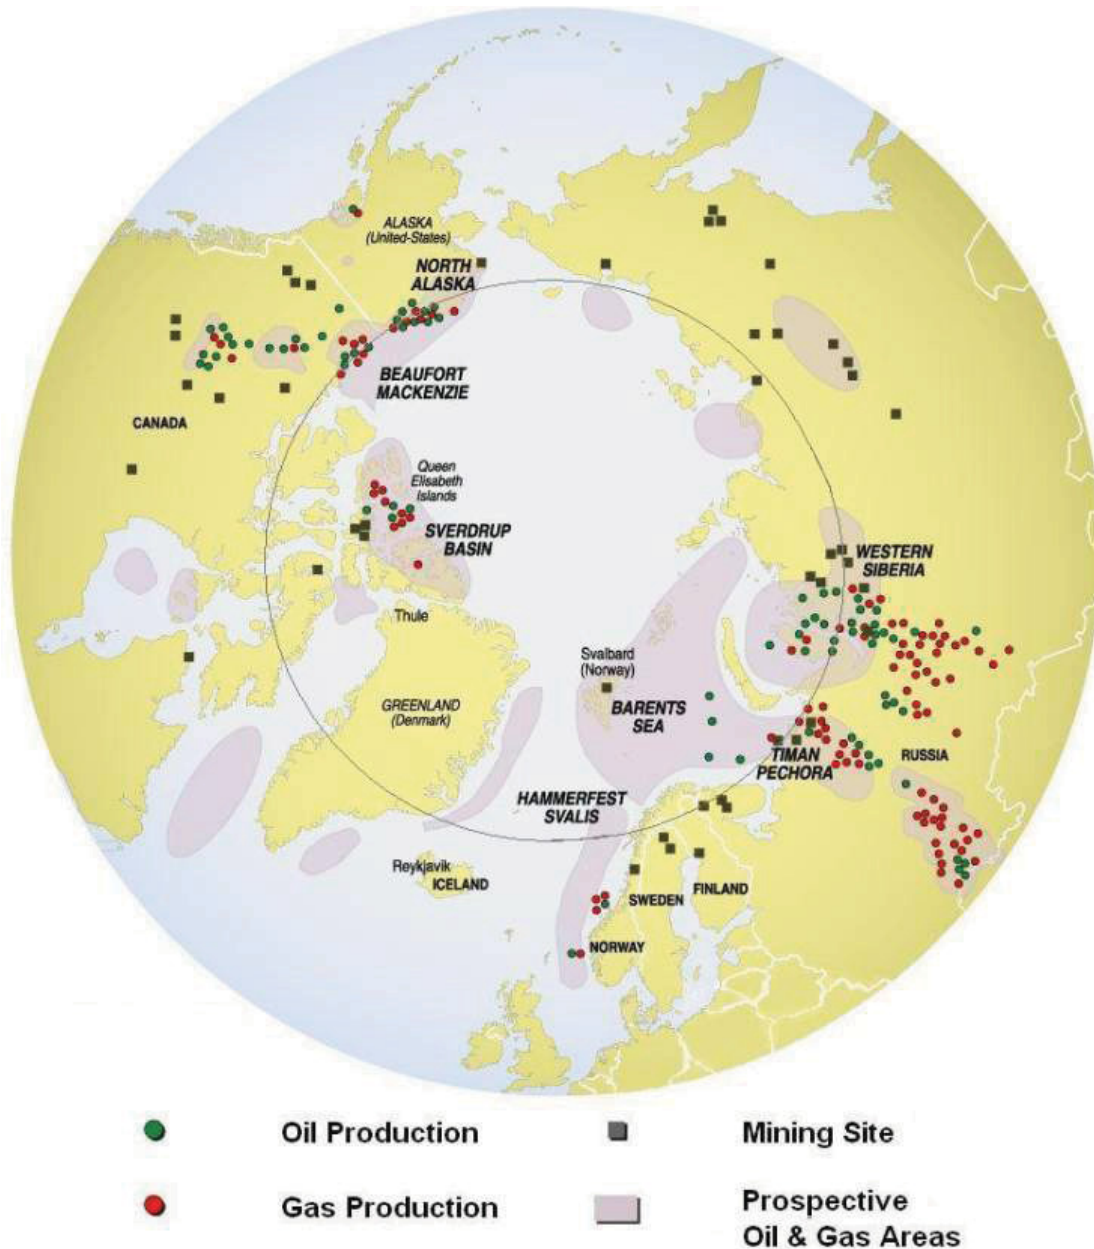 ALASKA
(United-States)
NORTH
ALASKA
BEAUFORT
MACKENZIE
CANADA
Queen
Elisabeth
Islands
SVERDRUP
BASIN
WESTERN
SIBERIA
Thule
Svalbard
(Norway)
GREENLAND
(Denmark)
BARENTS
SEA
TIMAN
PECHORA
RUSSIA
HAMMERFEST
SVALIS
Reykjavik
ICELAND
SWEDEN
FINLAND
NORWAY
Oil Production
Mining Site
Gas Production
Prospective
Oil & Gas Areas